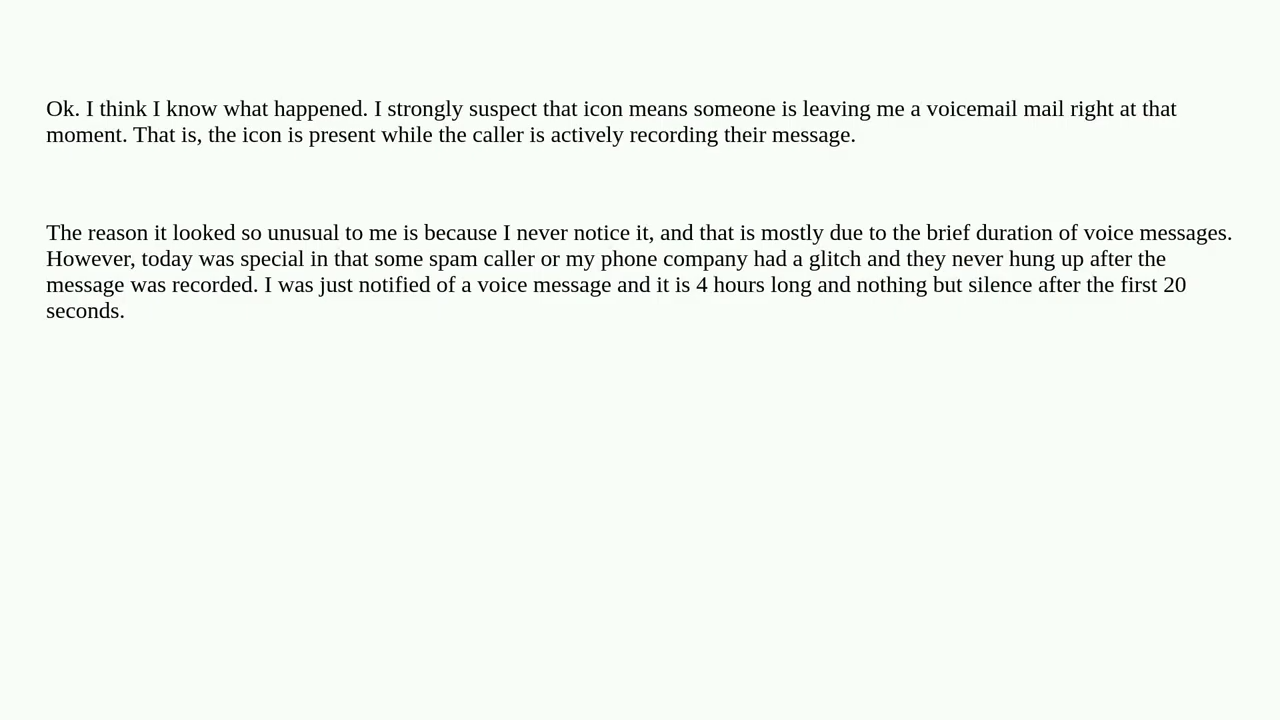 Ok. I think I know what happened. I strongly suspect that icon means someone is leaving me a voicemail mail right at that
moment. That is, the icon is present while the caller is actively recording their message.
The reason it looked so unusual to me is because I never notice it, and that is mostly due to the brief duration of voice messages.
However, today was special in that some spam caller or my phone company had a glitch and they never hung up after the
message was recorded. I was just notified of a voice message and it is 4 hours long and nothing but silence after the first 20
seconds.